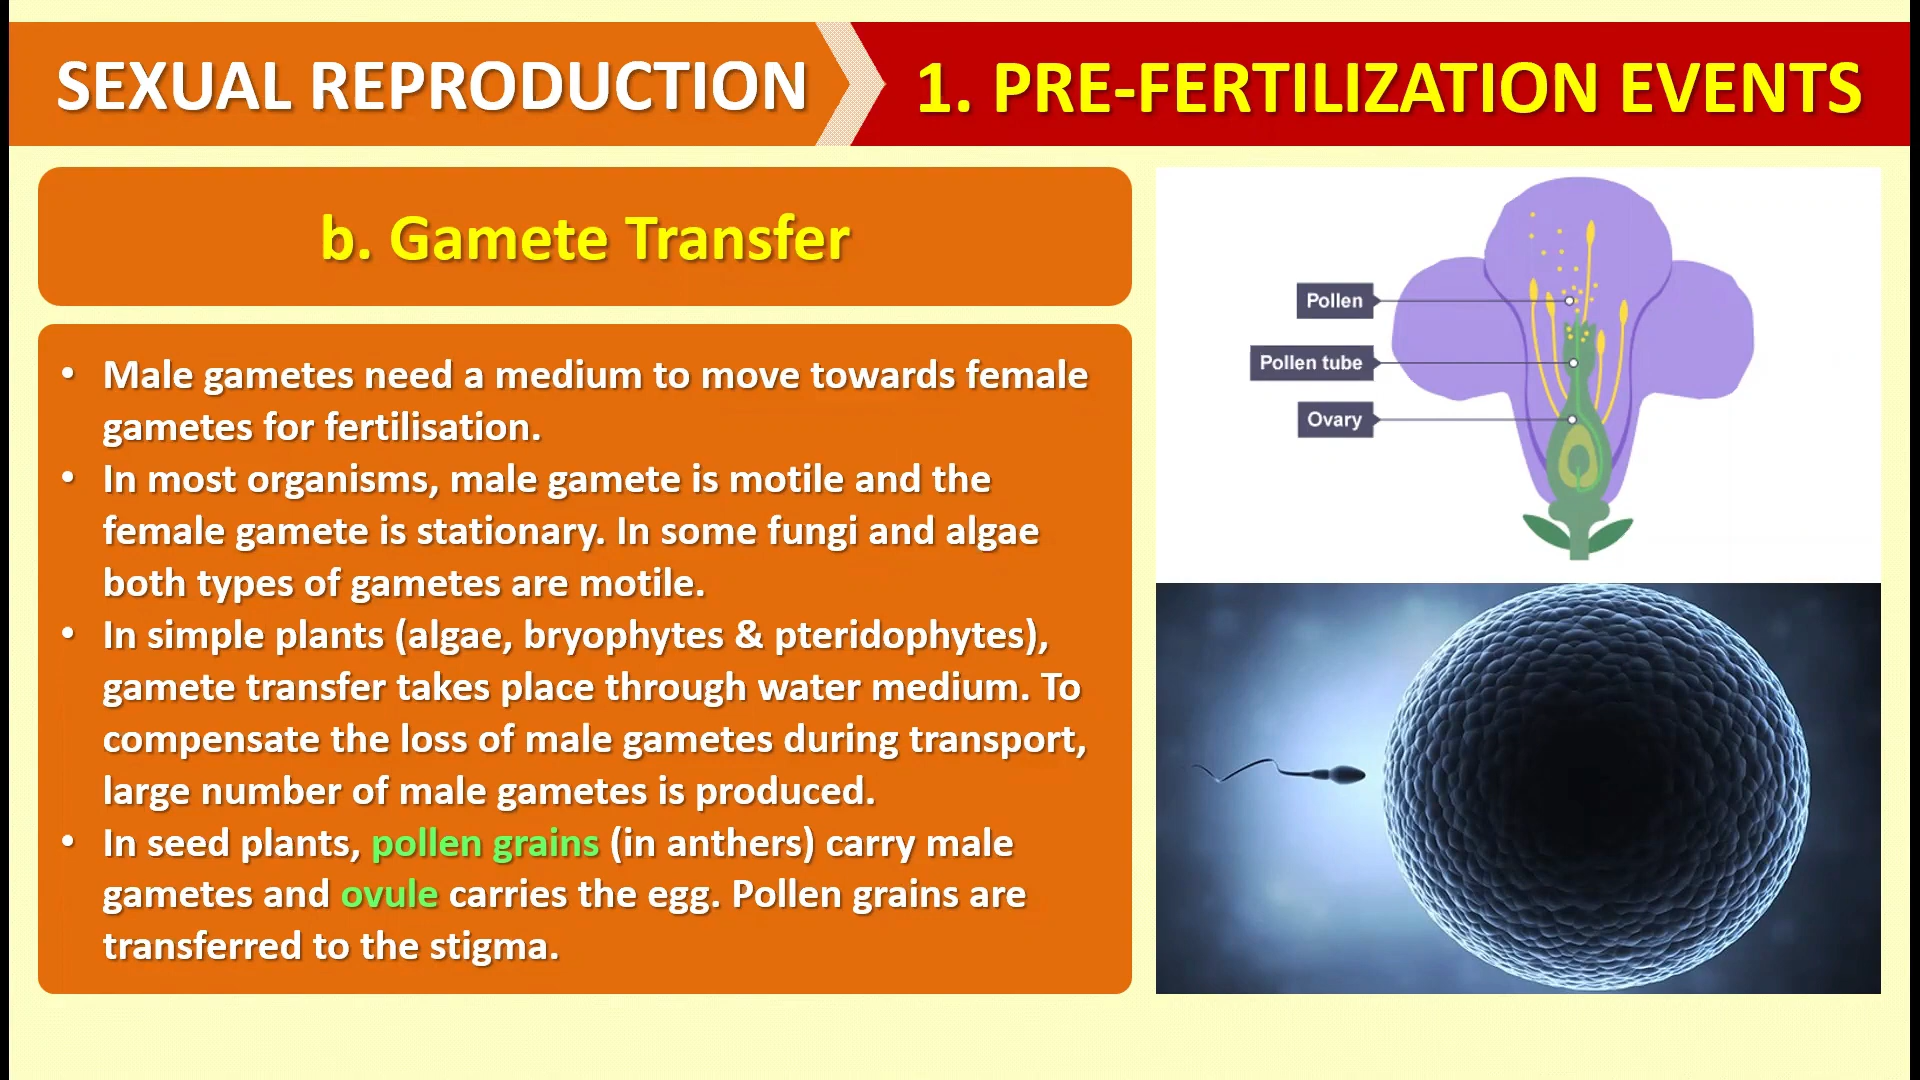 SEXUAL REPRODUCTION
1. PRE-FERTILIZATION EVENTS
b. Gamete Transfer
• Male gametes need a medium to move towards female
gametes for fertilisation.
• In most organisms, male gamete is motile and the
female gamete is stationary. In some fungi and algae
both types of gametes are motile.
• In simple plants (algae, bryophytes & pteridophytes),
gamete transfer takes place through water medium. To
compensate the loss of male gametes during transport,
large number of male gametes is produced.
• In seed plants, pollen grains (in anthers) carry male
gametes and ovule carries the egg. Pollen grains are
transferred to the stigma.
Pollen
Pollen tube
Ovary